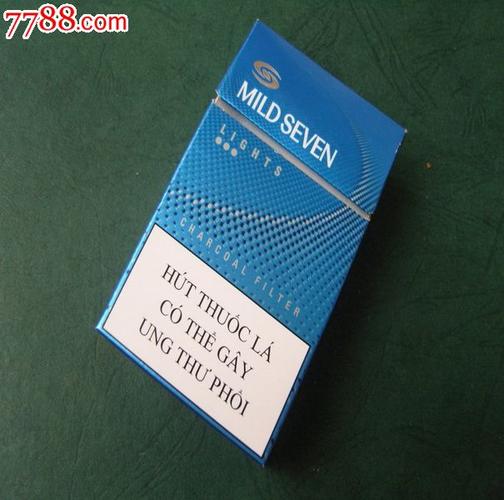 7788.com
MILD SEVEN
LIGHTS
CHARCOAL FILTER
HÚT THUỐC LÁ
CÓ THỂ GÂY
UNG THƯ PHỔI